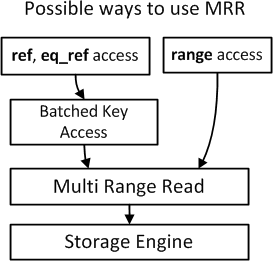 Possible ways to use MRR
ref, eq_ref access
range access
Batched Key
Access
Multi Range Read
Storage Engine